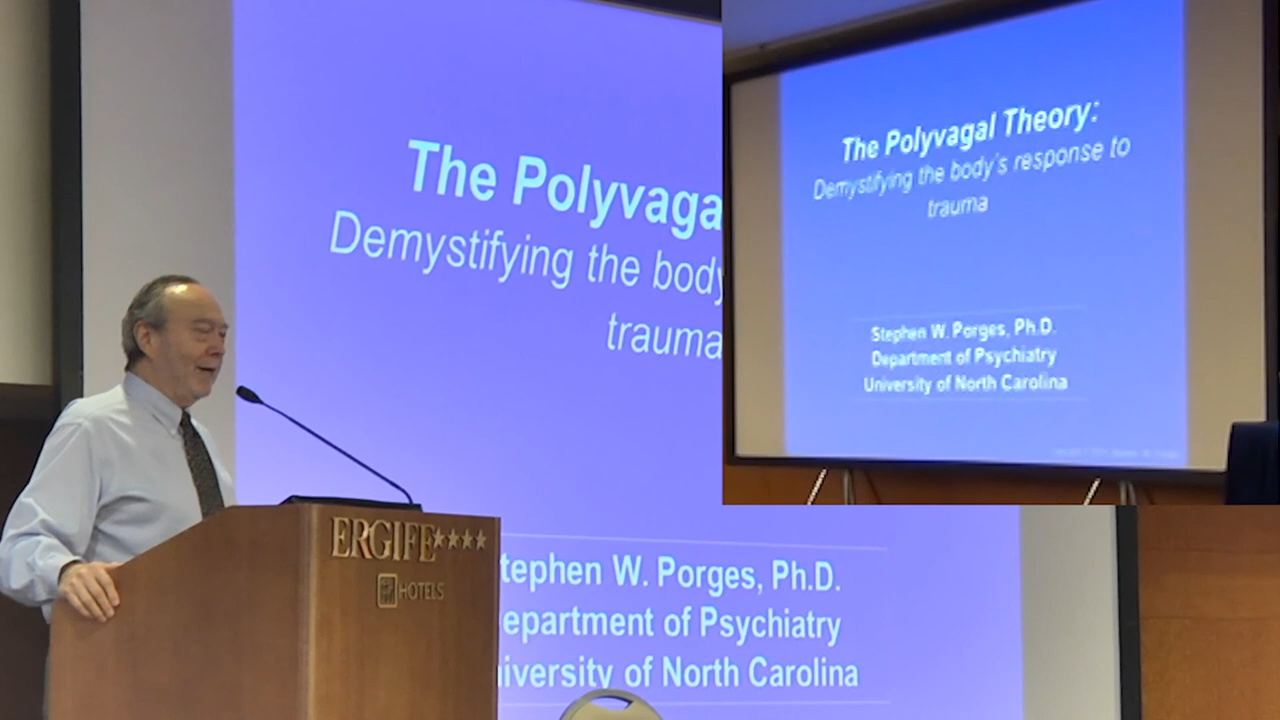 The Polyvaga
Demystifying the body
trauma
tephen W. Porges, Ph.D.
epartment of Psychiatry
niversity of North Carolina
ERGIFE★★★★
HOTELS
The Polyvagal Theory:
Demystifying the body's response to
trauma
Stephen W. Porges, Ph.D.
Department of Psychiatry
University of North Carolina